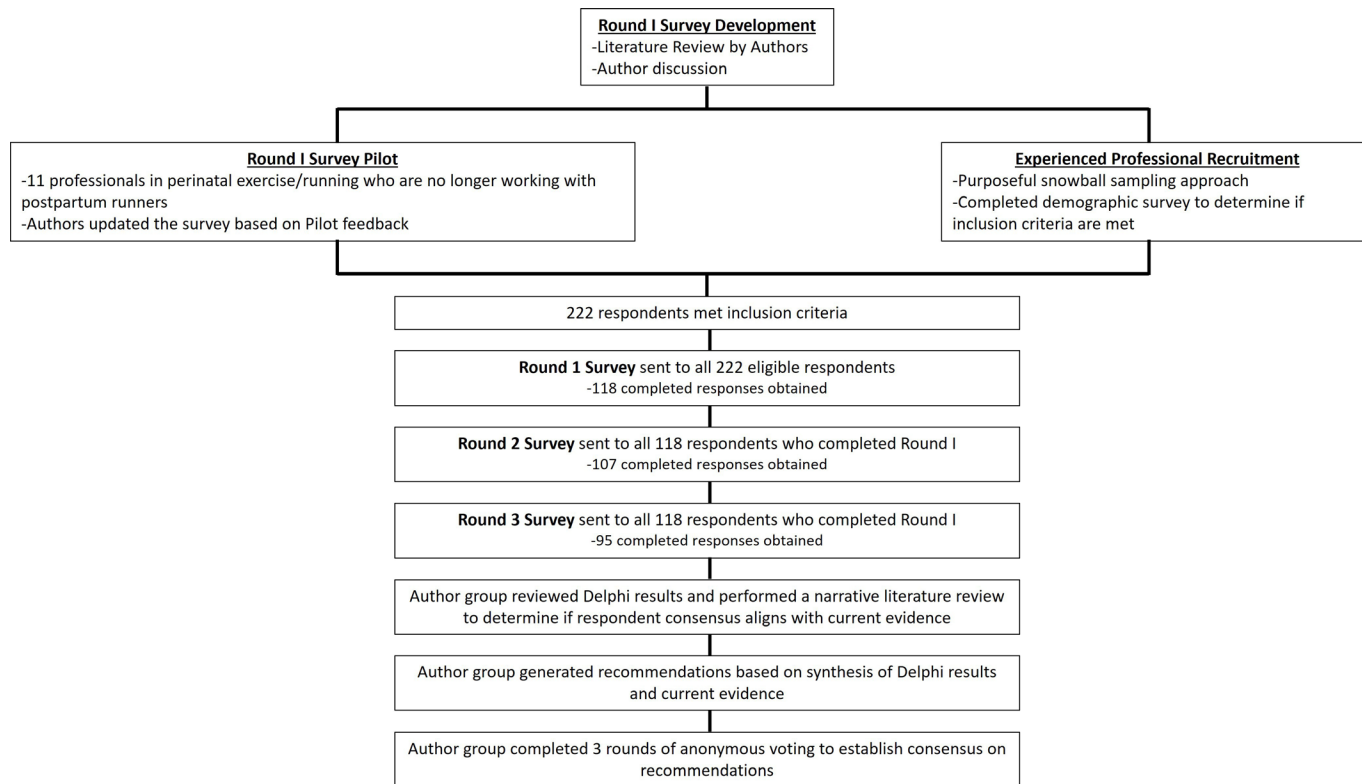 Round I Survey Development
-Literature Review by Authors
-Author discussion
Round I Survey Pilot
-11 professionals in perinatal exercise/running who are no longer working with
postpartum runners
-Authors updated the survey based on Pilot feedback
Experienced Professional Recruitment
-Purposeful snowball sampling approach
-Completed demographic survey to determine if
inclusion criteria are met
222 respondents met inclusion criteria
Round 1 Survey sent to all 222 eligible respondents
-118 completed responses obtained
Round 2 Survey sent to all 118 respondents who completed Round I
-107 completed responses obtained
Round 3 Survey sent to all 118 respondents who completed Round I
-95 completed responses obtained
Author group reviewed Delphi results and performed a narrative literature review
to determine if respondent consensus aligns with current evidence
Author group generated recommendations based on synthesis of Delphi results
and current evidence
Author group completed 3 rounds of anonymous voting to establish consensus on
recommendations